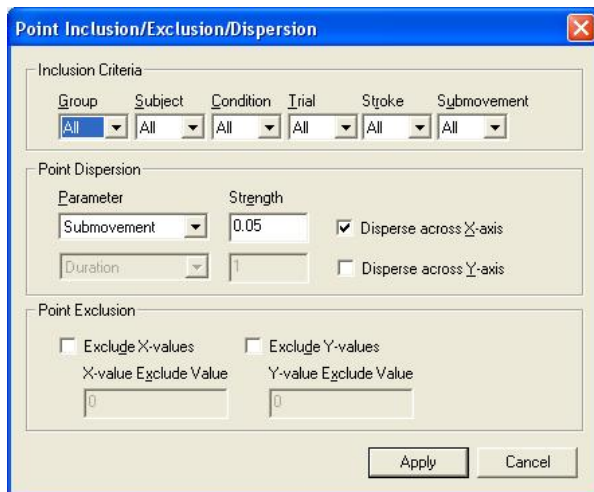 Point Inclusion/Exclusion/Dispersion
Inclusion Criteria
Group Subject Condition Trial Stroke Submovement
All All All All All All
Point Dispersion
Parameter Strength
Submovement 0.05 Disperse across X-axis
Duration 1 Disperse across Y-axis
Point Exclusion
Exclude X-values Exclude Y-values
X-value Exclude Value Y-value Exclude Value
0 0
Apply Cancel